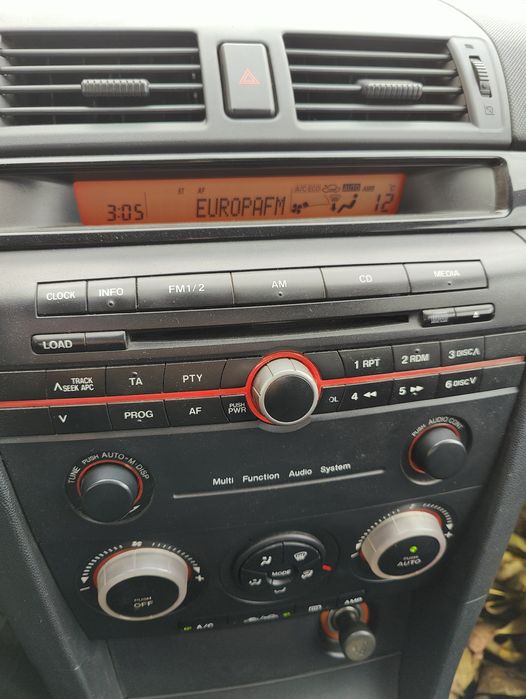 ST AF A/C ECO AUTO AMB °C
3:05 EUROPAFM 12
CLOCK INFO FM1/2 AM CD MEDIA
LOAD
∧ TRACK SEEK APC TA PTY 1 RPT 2 RDM 3 DISC∧
∨ PROG AF PUSH PWR OL 4 ◀◀ 5 ▶▶ 6 DISC∨
TUNE PUSH AUTO-M DISP
PUSH AUDIO CONT
Multi Function Audio System
PUSH OFF
MODE
PUSH AUTO
A/C AMB